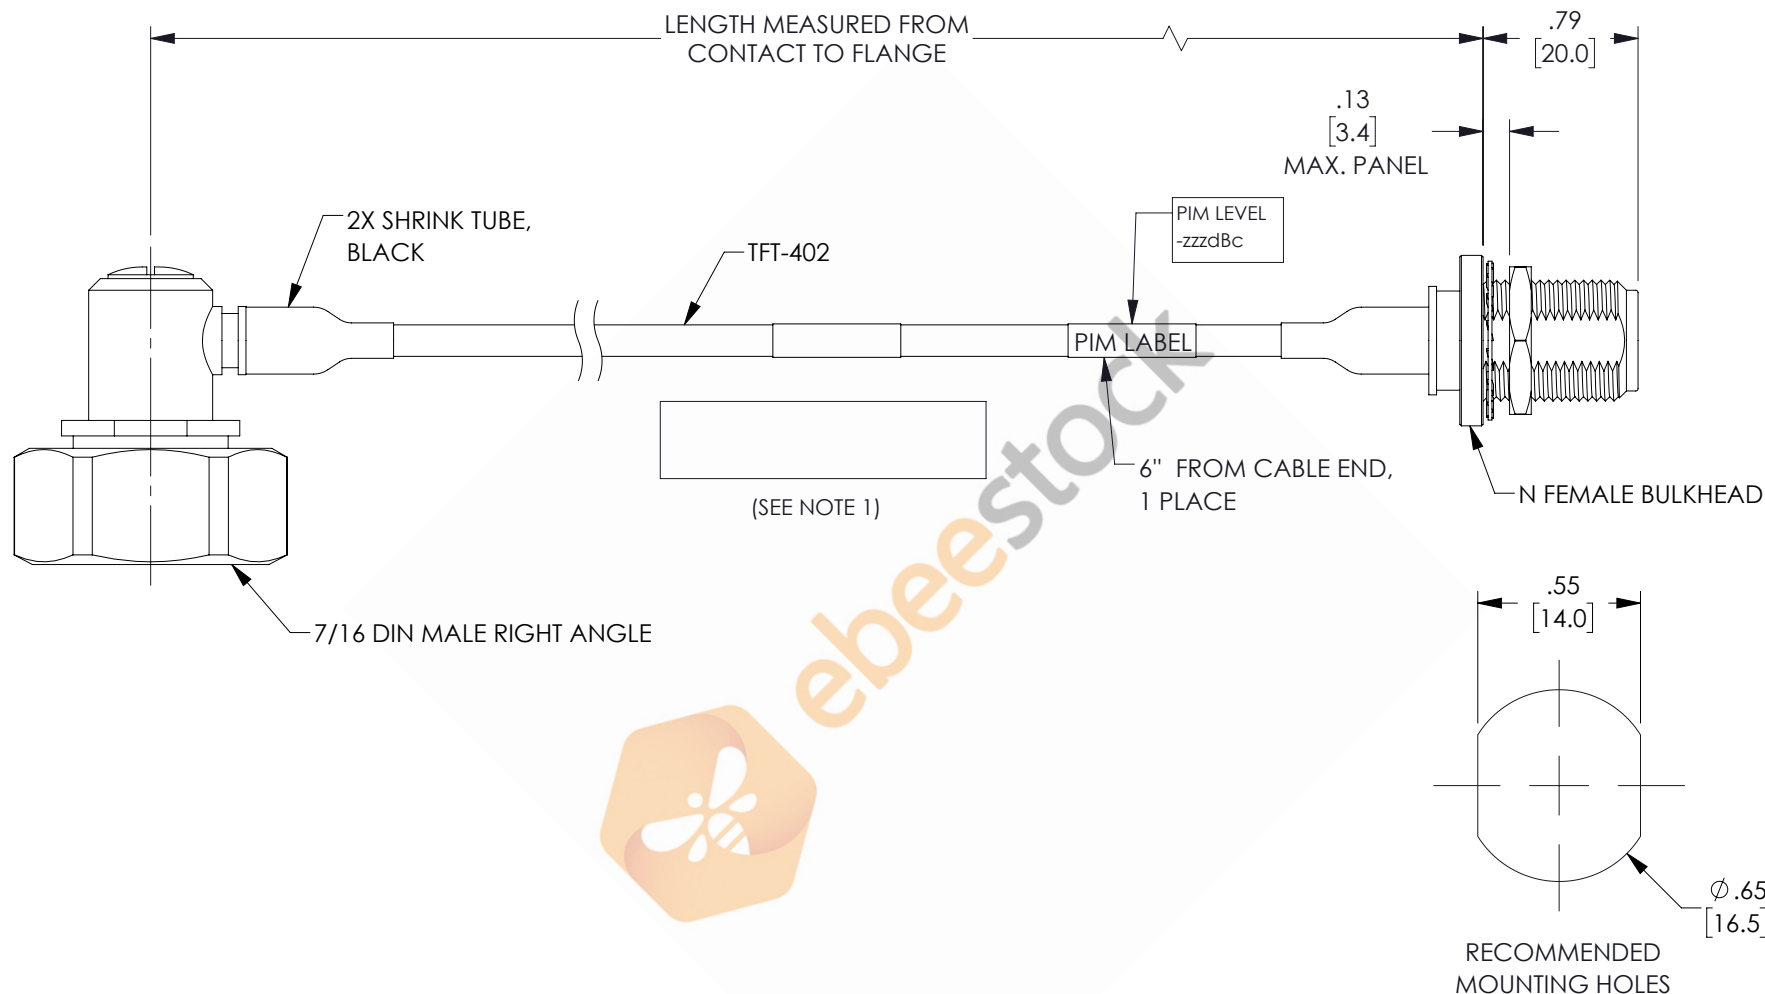 LENGTH MEASURED FROM
CONTACT TO FLANGE
.79
[20.0]
.13
[3.4]
MAX. PANEL
2X SHRINK TUBE,
BLACK
TFT-402
PIM LEVEL
-zzzdBc
PIM LABEL
6" FROM CABLE END,
1 PLACE
(SEE NOTE 1)
N FEMALE BULKHEAD
7/16 DIN MALE RIGHT ANGLE
ebeestock
.55
[14.0]
∅ .65
[16.5]
RECOMMENDED
MOUNTING HOLES